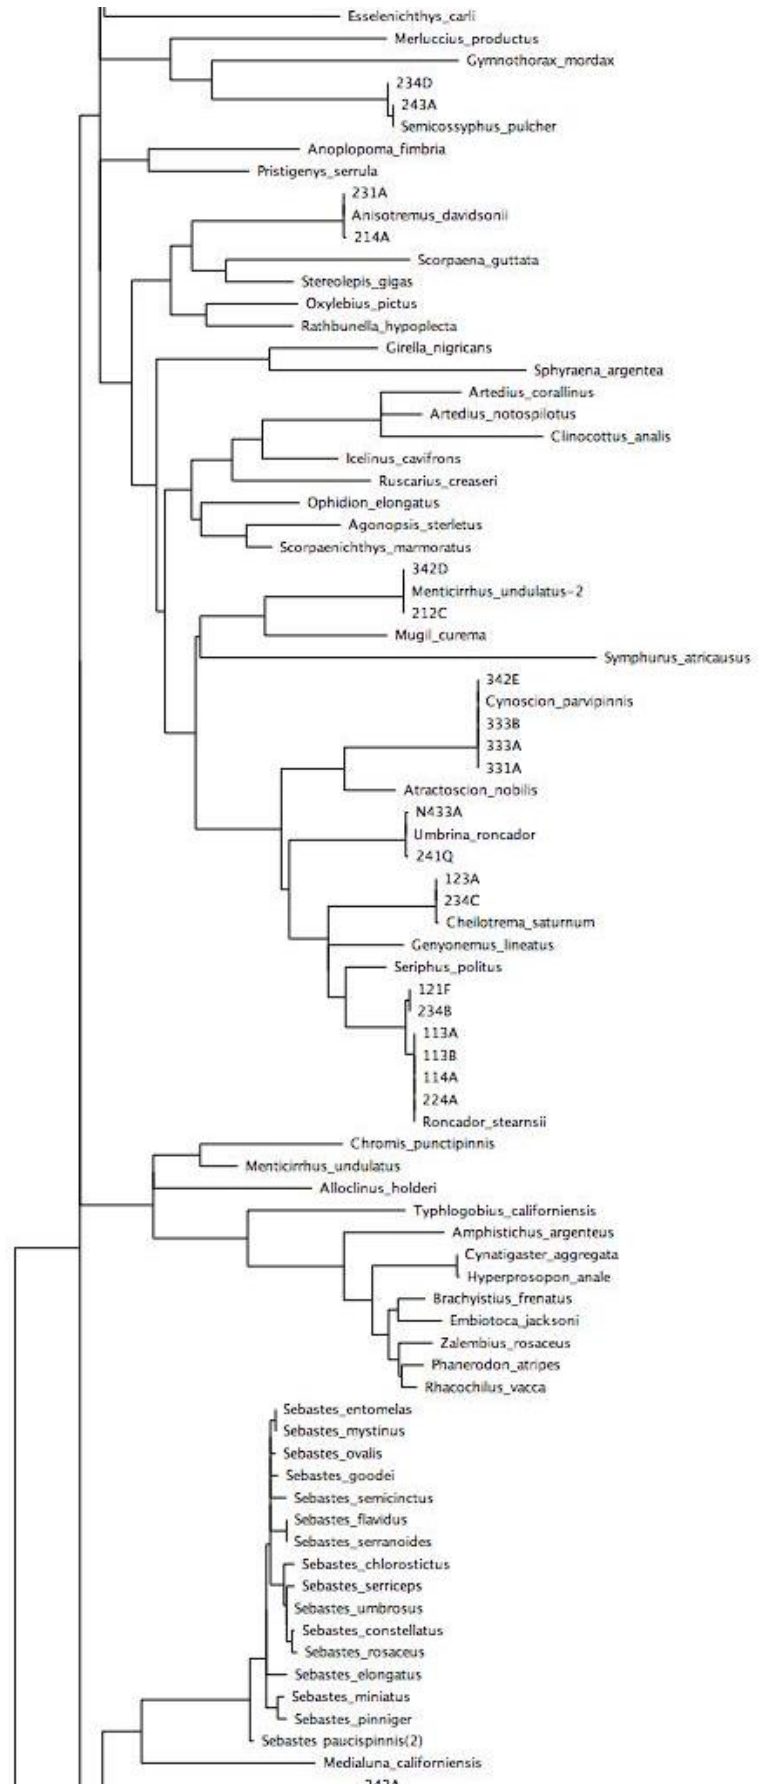 Esselenichthys_carli
Merluccius_productus
Gymnothorax_mordax
234D
243A
Semicossyphus_pulcher
Anoplopoma_fimbria
Pristigenys_serrula
231A
Anisotremus_davidsonii
214A
Scorpaena_guttata
Stereolepis_gigas
Oxylebius_pictus
Rathbunella_hypoplecta
Girella_nigricans
Sphyraena_argentea
Artedius_corallinus
Artedius_notospilotus
Clinocottus_analis
Icelinus_cavifrons
Ruscarius_creaseri
Ophidion_elongatus
Agonopsis_sterletus
Scorpaenichthys_marmoratus
342D
Menticirrhus_undulatus-2
212C
Mugil_curema
Symphurus_atricausus
342E
Cynoscion_parvipinnis
333B
333A
331A
Atractoscion_nobilis
N433A
Umbrina_roncador
241Q
123A
234C
Cheilotrema_saturnum
Genyonemus_lineatus
Seriphus_politus
121F
234B
113A
113B
114A
224A
Roncador_stearnsii
Chromis_punctipinnis
Menticirrhus_undulatus
Alloclinus_holderi
Typhlogobius_californiensis
Amphistichus_argenteus
Cynatigaster_aggregata
Hyperprosopon_anale
Brachyistius_frenatus
Embiotoca_jacksoni
Zalembius_rosaceus
Phanerodon_atripes
Rhacochilus_vacca
Sebastes_entomelas
Sebastes_mystinus
Sebastes_ovalis
Sebastes_goodei
Sebastes_semicinctus
Sebastes_flavidus
Sebastes_serranoides
Sebastes_chlorostictus
Sebastes_serriceps
Sebastes_umbrosus
Sebastes_constellatus
Sebastes_rosaceus
Sebastes_elongatus
Sebastes_miniatus
Sebastes_pinniger
Sebastes paucispinnis(2)
Medialuna_californiensis